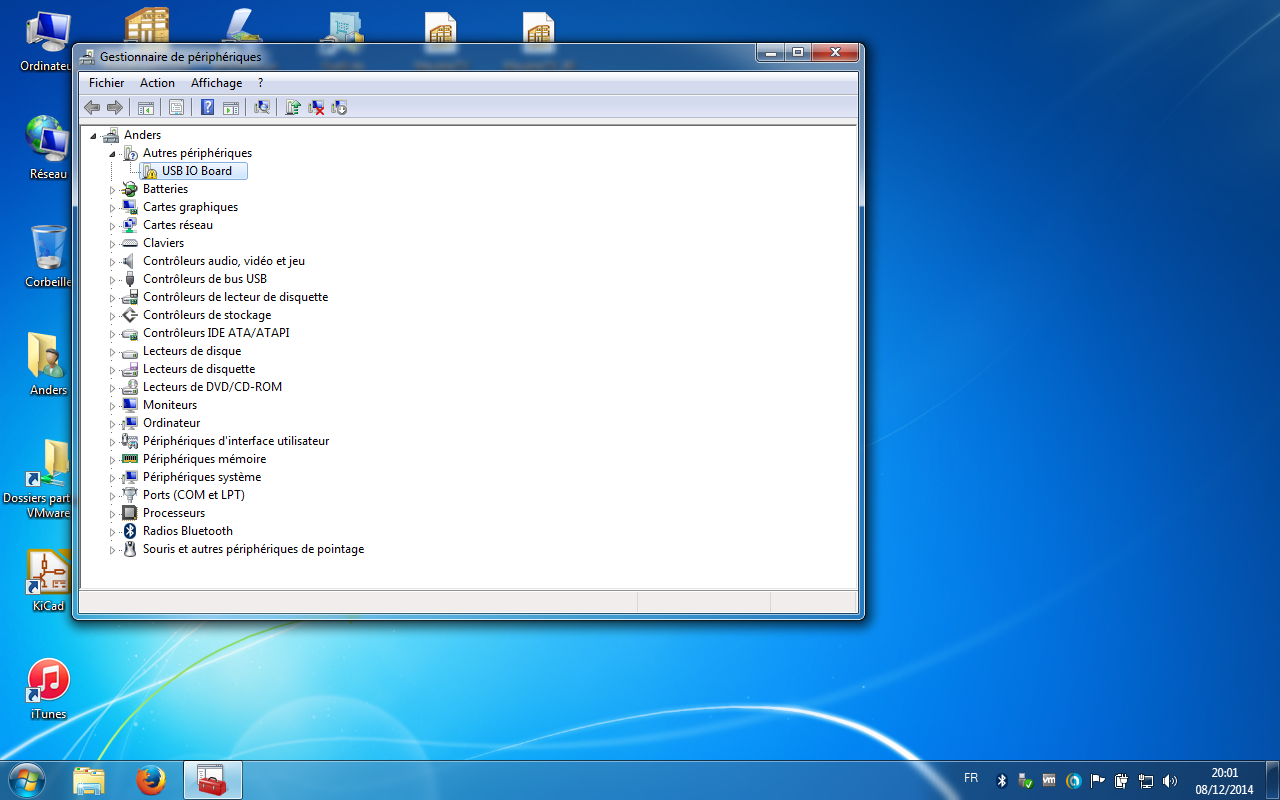 Ordinateu
Réseau
Corbeille
Anders
Dossiers part
VMware
KiCad
iTunes
Gestionnaire de périphériques
Fichier Action Affichage ?
Anders
Autres périphériques
USB IO Board
Batteries
Cartes graphiques
Cartes réseau
Claviers
Contrôleurs audio, vidéo et jeu
Contrôleurs de bus USB
Contrôleurs de lecteur de disquette
Contrôleurs de stockage
Contrôleurs IDE ATA/ATAPI
Lecteurs de disque
Lecteurs de disquette
Lecteurs de DVD/CD-ROM
Moniteurs
Ordinateur
Périphériques d'interface utilisateur
Périphériques mémoire
Périphériques système
Ports (COM et LPT)
Processeurs
Radios Bluetooth
Souris et autres périphériques de pointage
FR
vm
20:01
08/12/2014